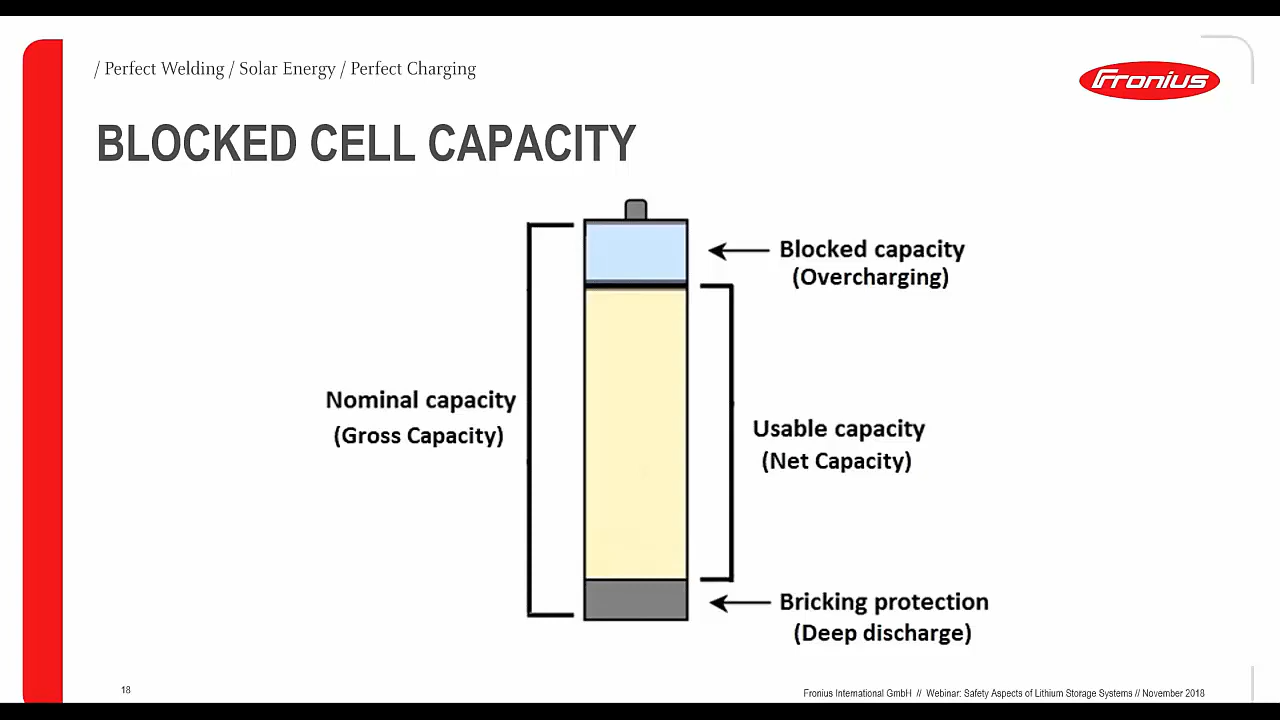 / Perfect Welding / Solar Energy / Perfect Charging
Fronius
BLOCKED CELL CAPACITY
Blocked capacity
(Overcharging)
Nominal capacity
(Gross Capacity)
Usable capacity
(Net Capacity)
Bricking protection
(Deep discharge)
18
Fronius International GmbH // Webinar: Safety Aspects of Lithium Storage Systems // November 2018